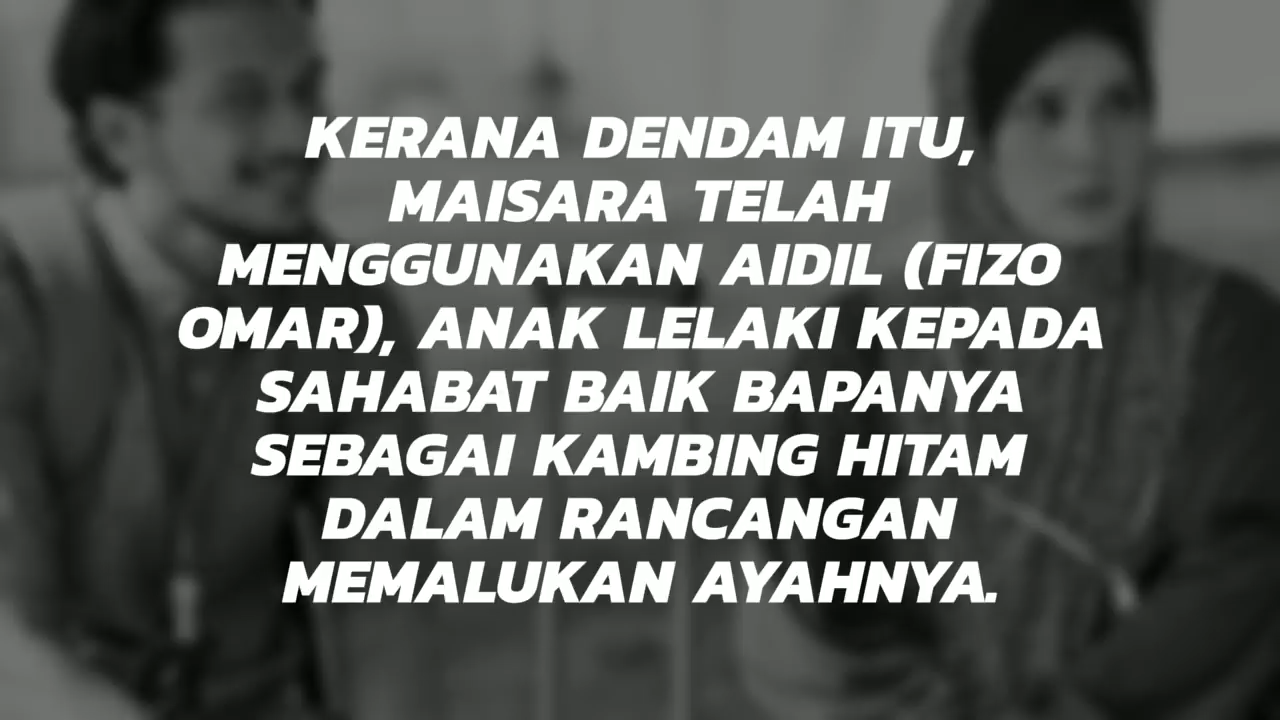 KERANA DENDAM ITU,
MAISARA TELAH
MENGGUNAKAN AIDIL (FIZO
OMAR), ANAK LELAKI KEPADA
SAHABAT BAIK BAPANYA
SEBAGAI KAMBING HITAM
DALAM RANCANGAN
MEMALUKAN AYAHNYA.